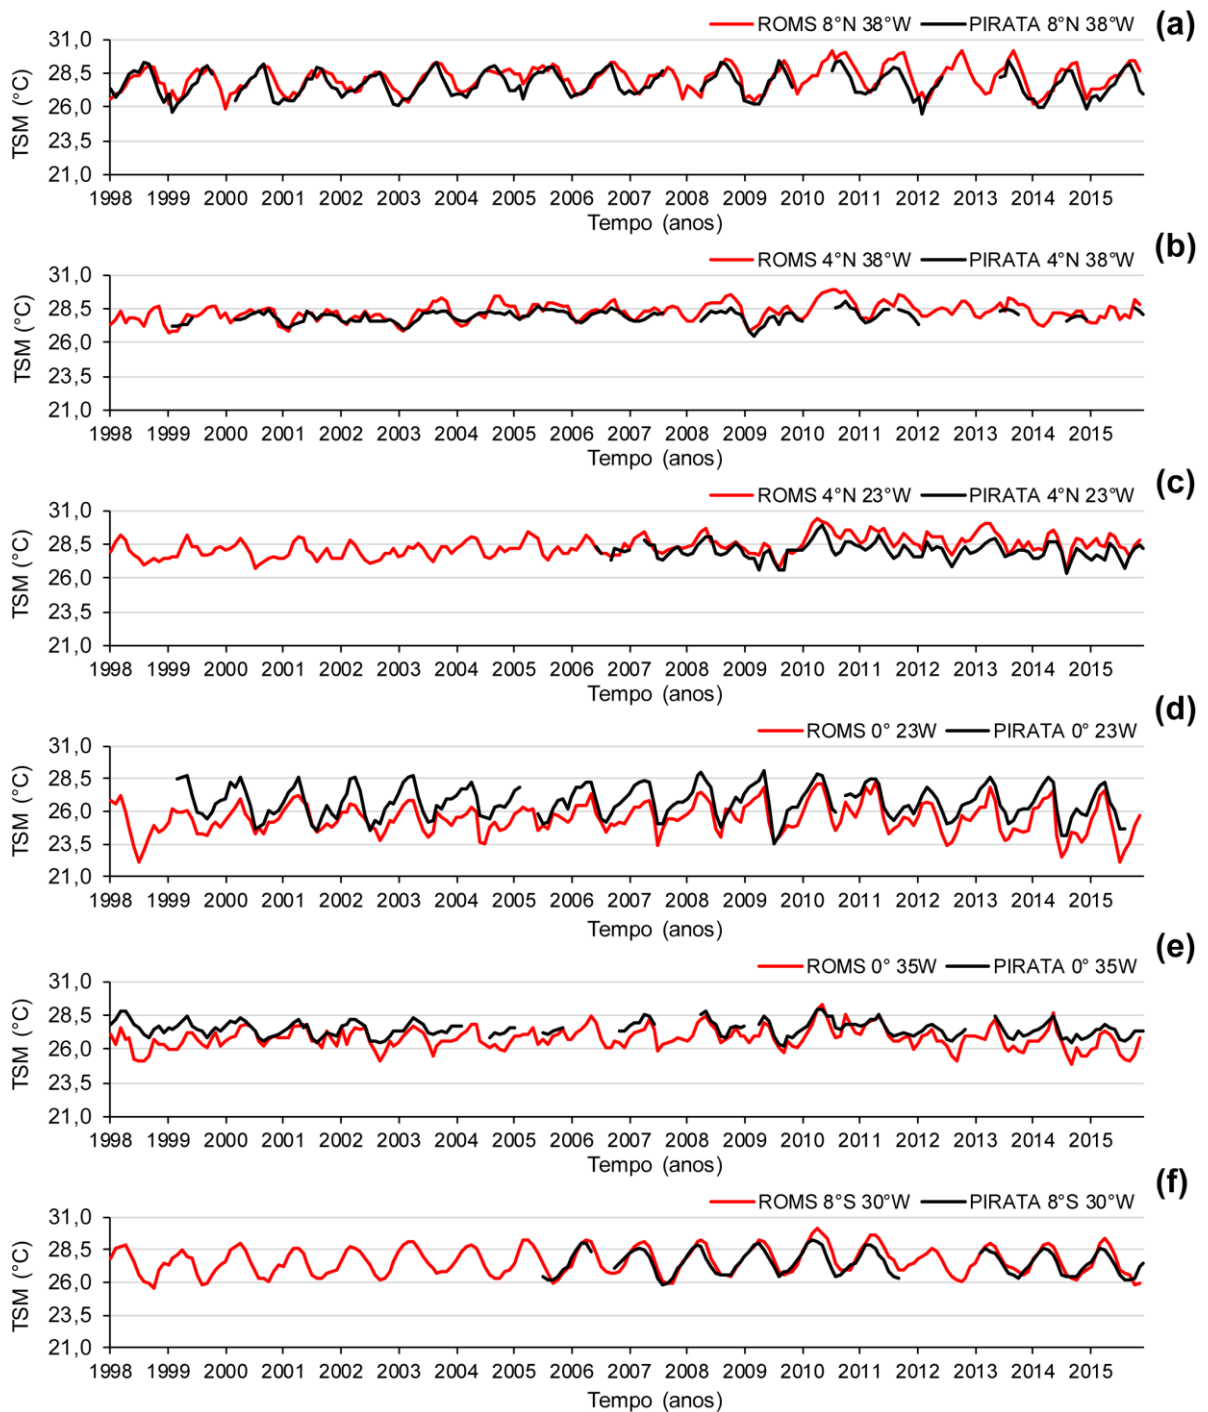 (a)
ROMS 8°N 38°W PIRATA 8°N 38°W
31,0
28,5
26,0
23,5
21,0
TSM (°C)
1998 1999 2000 2001 2002 2003 2004 2005 2006 2007 2008 2009 2010 2011 2012 2013 2014 2015
Tempo (anos)
(b)
ROMS 4°N 38°W PIRATA 4°N 38°W
31,0
28,5
26,0
23,5
21,0
TSM (°C)
1998 1999 2000 2001 2002 2003 2004 2005 2006 2007 2008 2009 2010 2011 2012 2013 2014 2015
Tempo (anos)
(c)
ROMS 4°N 23°W PIRATA 4°N 23°W
31,0
28,5
26,0
23,5
21,0
TSM (°C)
1998 1999 2000 2001 2002 2003 2004 2005 2006 2007 2008 2009 2010 2011 2012 2013 2014 2015
Tempo (anos)
(d)
ROMS 0° 23W PIRATA 0° 23W
31,0
28,5
26,0
23,5
21,0
TSM (°C)
1998 1999 2000 2001 2002 2003 2004 2005 2006 2007 2008 2009 2010 2011 2012 2013 2014 2015
Tempo (anos)
(e)
ROMS 0° 35W PIRATA 0° 35W
31,0
28,5
26,0
23,5
21,0
TSM (°C)
1998 1999 2000 2001 2002 2003 2004 2005 2006 2007 2008 2009 2010 2011 2012 2013 2014 2015
Tempo (anos)
(f)
ROMS 8°S 30°W PIRATA 8°S 30°W
31,0
28,5
26,0
23,5
21,0
TSM (°C)
1998 1999 2000 2001 2002 2003 2004 2005 2006 2007 2008 2009 2010 2011 2012 2013 2014 2015
Tempo (anos)